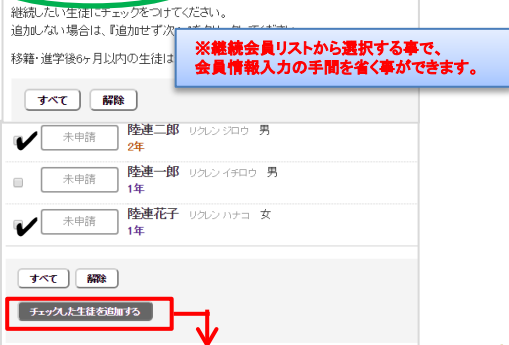 継続したい生徒にチェックをつけてください。
追加しない場合は、『追加せず次へ
移籍・進学後6ヶ月以内の生徒は
※継続会員リストから選択する事で、
会員情報入力の手間を省く事ができます。
すべて 解除
未申請 陸連二郎 リクレン ジロウ 男
2年
未申請 陸連一郎 リクレン イチロウ 男
1年
未申請 陸連花子 リクレン ハナコ 女
1年
すべて 解除
チェックした生徒を追加する